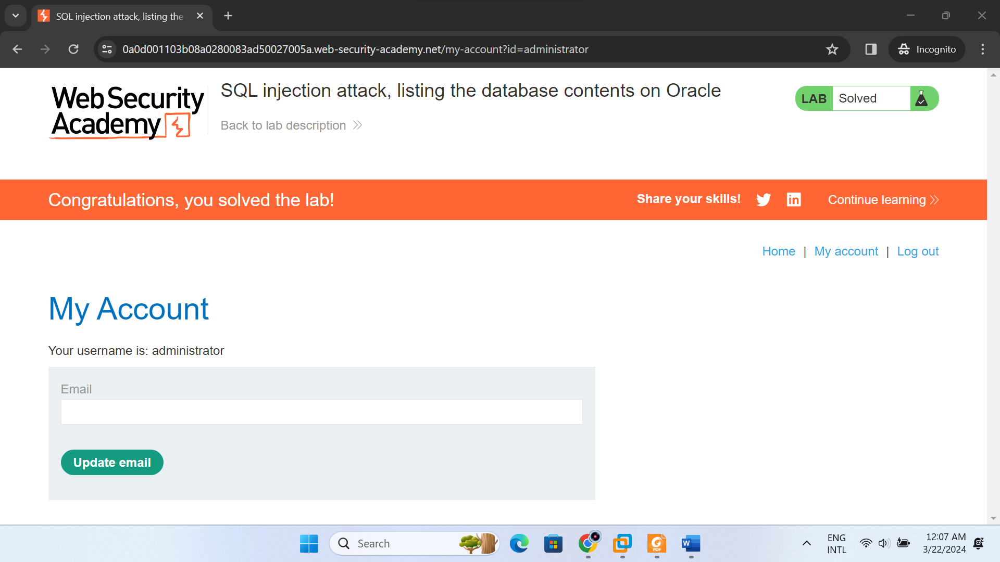 SQL injection attack, listing the
0a0d001103b08a0280083ad50027005a.web-security-academy.net/my-account?id=administrator
Incognito
WebSecurity
Academy
SQL injection attack, listing the database contents on Oracle
Back to lab description
LAB Solved
Congratulations, you solved the lab!
Share your skills!
in
Continue learning
Home | My account | Log out
My Account
Your username is: administrator
Email
Update email
Search
PDF
W
ENG
INTL
12:07 AM
3/22/2024